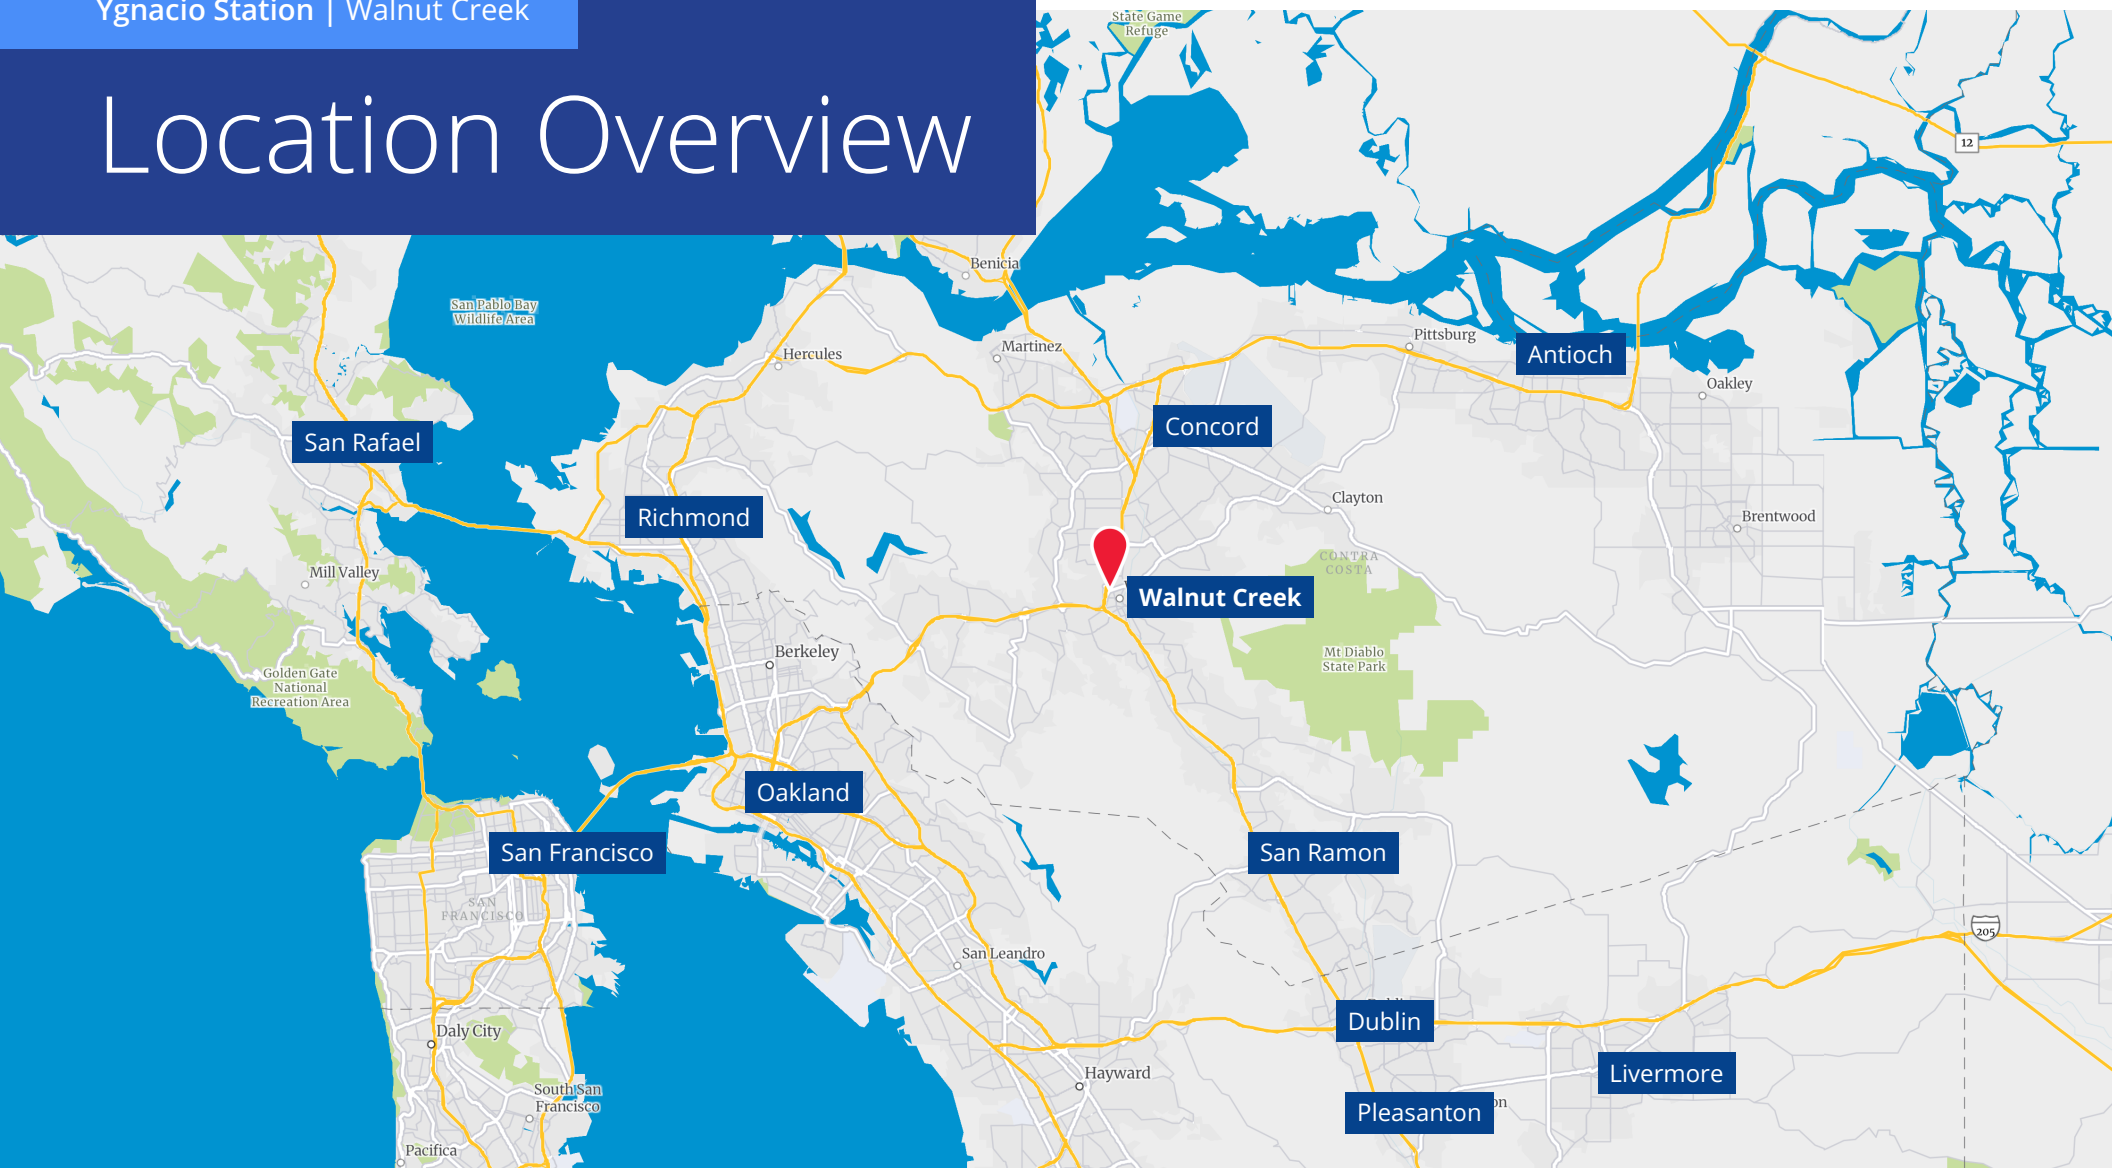 Ygnacio Station | Walnut Creek
Location Overview
State Game
Refuge
12
Benicia
San Pablo Bay
Wildlife Area
Pittsburg
Martinez
Hercules
Antioch
Oakley
Concord
San Rafael
Clayton
Richmond
Brentwood
CONTRA
COSTA
Mill Valley
Walnut Creek
Berkeley
Mt Diablo
State Park
Golden Gate
National
Recreation Area
Oakland
San Francisco
San Ramon
SAN
FRANCISCO
205
San Leandro
Dublin
Daly City
Hayward
Livermore
South San
Francisco
Pleasanton
on
Pacifica